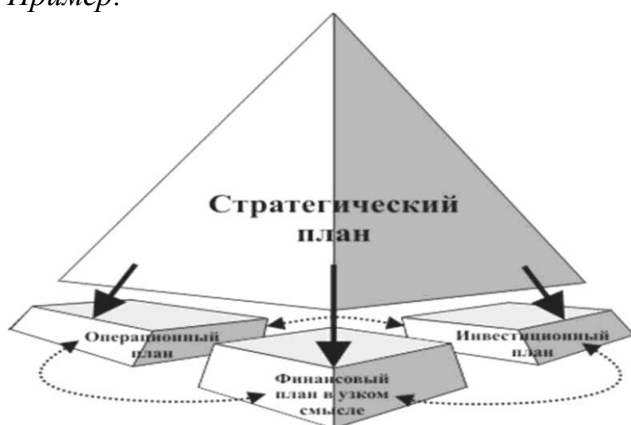 Пример:
Стратегический
план
Операционный
план
Инвестиционный
план
Финансовый
план в узком
смысле